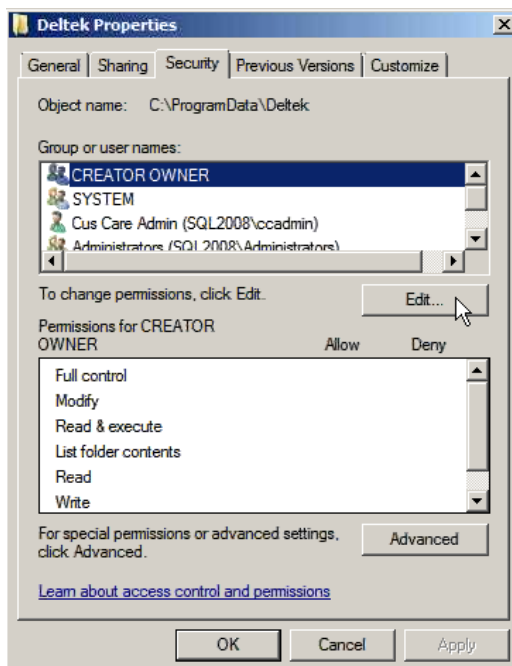 Deltek Properties
General Sharing Security Previous Versions Customize
Object name: C:\ProgramData\Deltek
Group or user names:
CREATOR OWNER
SYSTEM
Cus Care Admin (SQL2008\ccadmin)
Administrators (SQL2008\Administrators)
To change permissions, click Edit.
Edit...
Permissions for CREATOR
OWNER Allow Deny
Full control
Modify
Read & execute
List folder contents
Read
Write
For special permissions or advanced settings,
click Advanced.
Advanced
Learn about access control and permissions
OK Cancel Apply